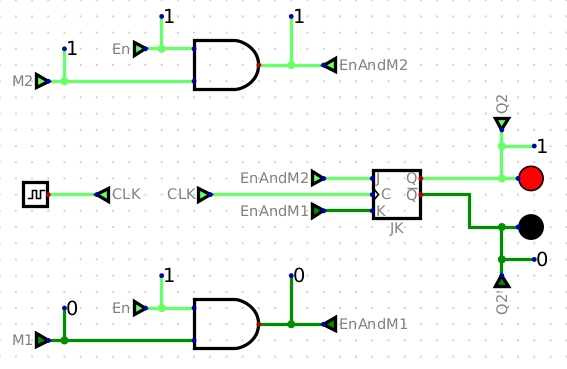 1 1
En
1
M2 EnAndM2
Q2
1
EnAndM2 J Q
CLK CLK C Q
EnAndM1 K
JK
0
1 0
Q2'
0 En
EnAndM1
M1